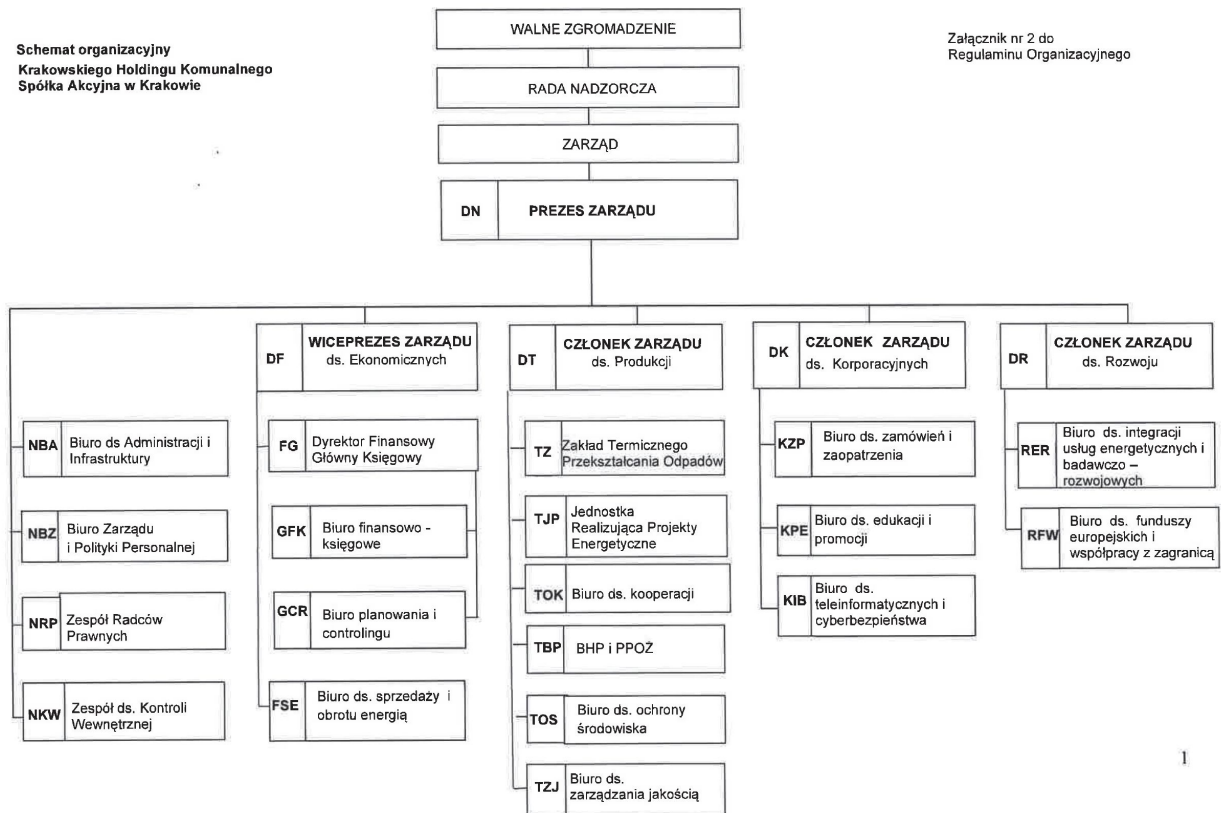 Schemat organizacyjny
Krakowskiego Holdingu Komunalnego
Spółka Akcyjna w Krakowie
Załącznik nr 2 do
Regulaminu Organizacyjnego
WALNE ZGROMADZENIE
RADA NADZORCZA
ZARZĄD
DN PREZES ZARZĄDU
DF
WICEPREZES ZARZĄDU
ds. Ekonomicznych
DT
CZŁONEK ZARZĄDU
ds. Produkcji
DK
CZŁONEK ZARZĄDU
ds. Korporacyjnych
DR
CZŁONEK ZARZĄDU
ds. Rozwoju
NBA
Biuro ds Administracji i
Infrastruktury
NBZ
Biuro Zarządu
i Polityki Personalnej
NRP
Zespół Radców
Prawnych
NKW
Zespół ds. Kontroli
Wewnętrznej
FG
Dyrektor Finansowy
Główny Księgowy
GFK
Biuro finansowo -
księgowe
GCR
Biuro planowania i
controlingu
FSE
Biuro ds. sprzedaży i
obrotu energią
TZ
Zakład Termicznego
Przekształcania Odpadów
TJP
Jednostka
Realizująca Projekty
Energetyczne
TOK
Biuro ds. kooperacji
TBP
BHP i PPOŻ
TOS
Biuro ds. ochrony
środowiska
TZJ
Biuro ds.
zarządzania jakością
KZP
Biuro ds. zamówień i
zaopatrzenia
KPE
Biuro ds. edukacji i
promocji
KIB
Biuro ds.
teleinformatycznych i
cyberbezpieństwa
RER
Biuro ds. integracji
usług energetycznych i
badawczo –
rozwojowych
RFW
Biuro ds. funduszy
europejskich i
współpracy z zagranicą
1